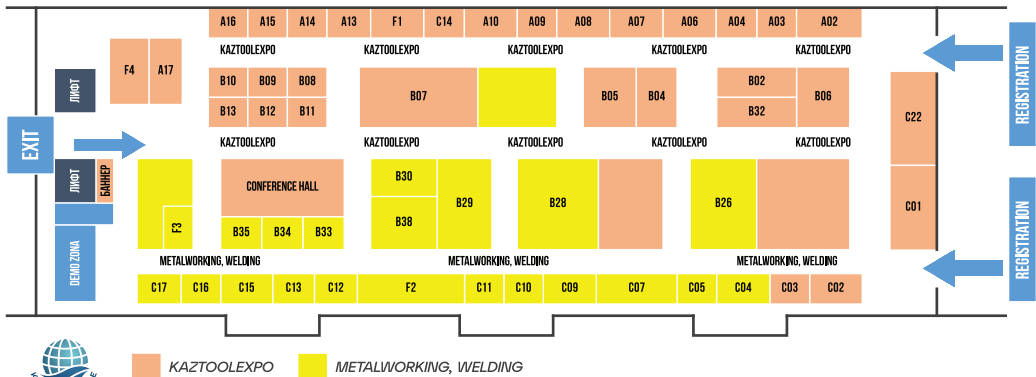 A16 A15 A14 A13 F1 C14 A10 A09 A08 A07 A06 A04 A03 A02
KAZTOOLEXPO KAZTOOLEXPO KAZTOOLEXPO KAZTOOLEXPO KAZTOOLEXPO
F4 A17
ЛИФТ
B10 B09 B08 B07 B05 B04 B02 B06
B13 B12 B11 B32
REGISTRATION
C22
EXIT
KAZTOOLEXPO KAZTOOLEXPO KAZTOOLEXPO KAZTOOLEXPO KAZTOOLEXPO
ЛИФТ
БАННЕР
CONFERENCE HALL
B30
B38
B29
B28
B26
C01
F3
B35 B34 B33
REGISTRATION
DEMO ZONA
METALWORKING, WELDING METALWORKING, WELDING METALWORKING, WELDING
C17 C16 C15 C13 C12 F2 C11 C10 C09 C07 C05 C04 C03 C02
KAZTOOLEXPO METALWORKING, WELDING